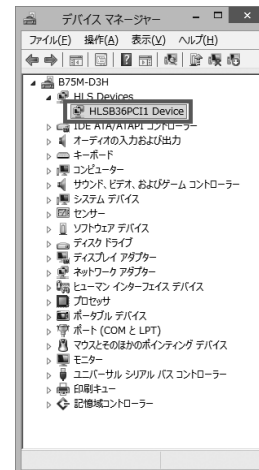 デバイス マネージャー
ファイル(F) 操作(A) 表示(V) ヘルプ(H)
B75M-D3H
HLS Devices
HLSB36PCI1 Device
IDE ATA/ATAPI コントローラー
オーディオの入力および出力
キーボード
コンピューター
サウンド、ビデオ、およびゲーム コントローラー
システム デバイス
センサー
ソフトウェア デバイス
ディスク ドライブ
ディスプレイ アダプター
ネットワーク アダプター
ヒューマン インターフェイス デバイス
プロセッサ
ポータブル デバイス
ポート (COM と LPT)
マウスとそのほかのポインティング デバイス
モニター
ユニバーサル シリアル バス コントローラー
印刷キュー
記憶域コントローラー